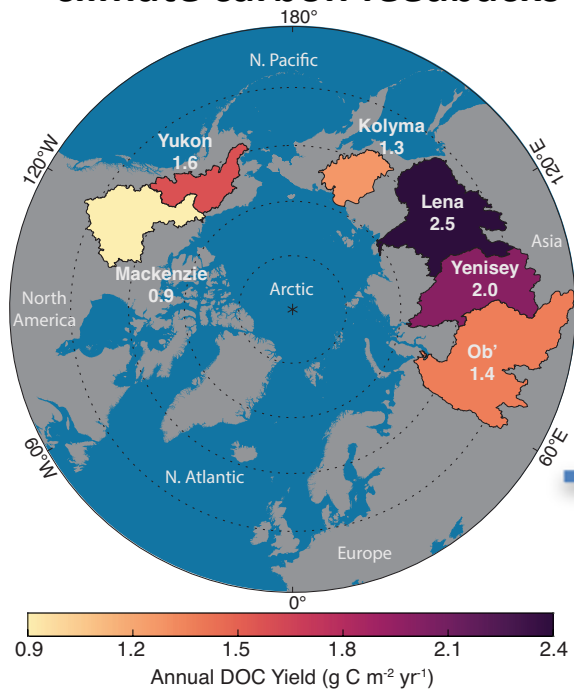 180°
N. Pacific
Kolyma
1.3
Yukon
1.6
120°W
120°E
Lena
2.5
Asia
Yenisey
2.0
Mackenzie
0.9
Arctic
North
America
Ob'
1.4
60°W
60°E
N. Atlantic
Europe
0°
0.9 1.2 1.5 1.8 2.1 2.4
Annual DOC Yield (g C m⁻² yr⁻¹)